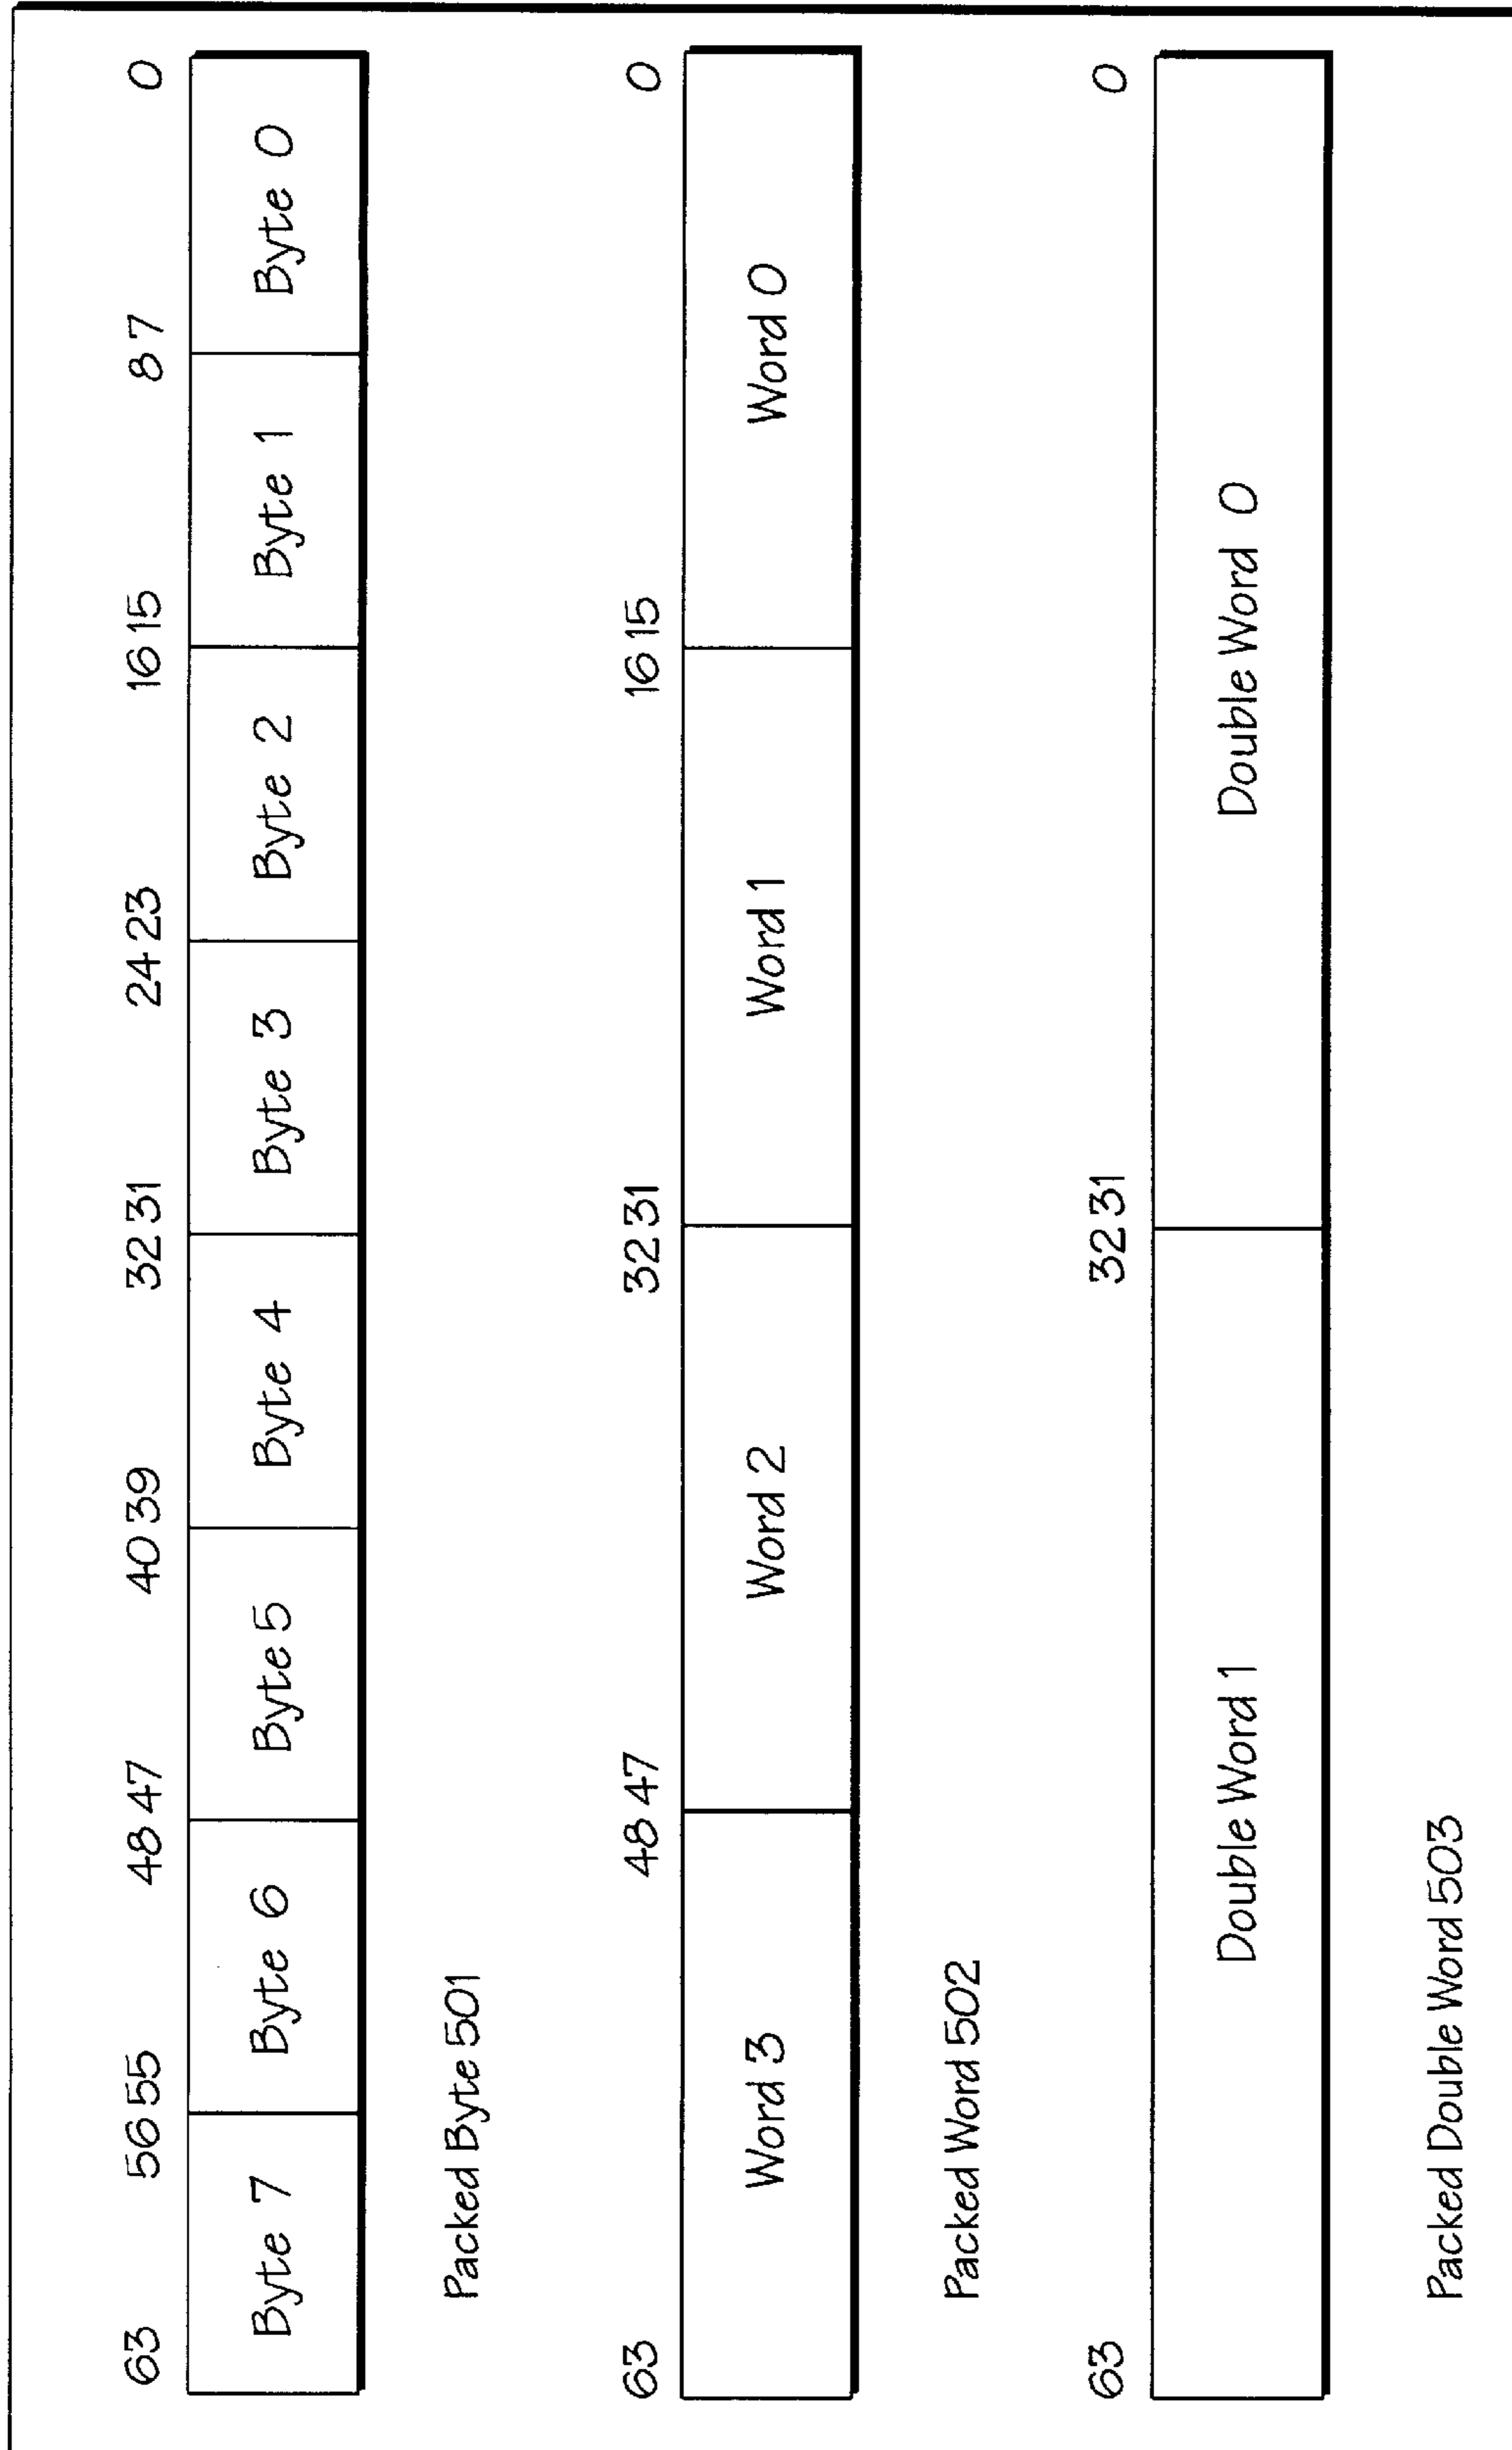 63 56 55 48 47 40 39 32 31 24 23 16 15 8 7 0
Byte 7 Byte 6 Byte 5 Byte 4 Byte 3 Byte 2 Byte 1 Byte 0
Packed Byte 501
63 48 47 32 31 16 15 0
Word 3 Word 2 Word 1 Word 0
Packed Word 502
63 32 31 0
Double Word 1 Double Word 0
Packed Double Word 503